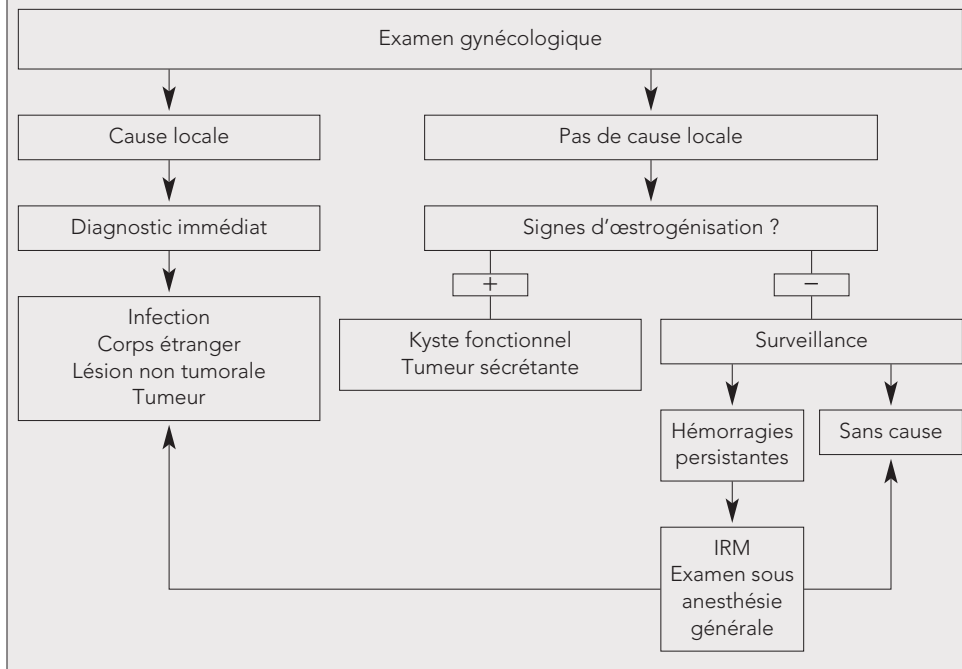 Examen gynécologique
Cause locale
Pas de cause locale
Diagnostic immédiat
Signes d'œstrogénisation ?
+
−
Infection
Corps étranger
Lésion non tumorale
Tumeur
Kyste fonctionnel
Tumeur sécrétante
Surveillance
Hémorragies
persistantes
Sans cause
IRM
Examen sous
anesthésie
générale